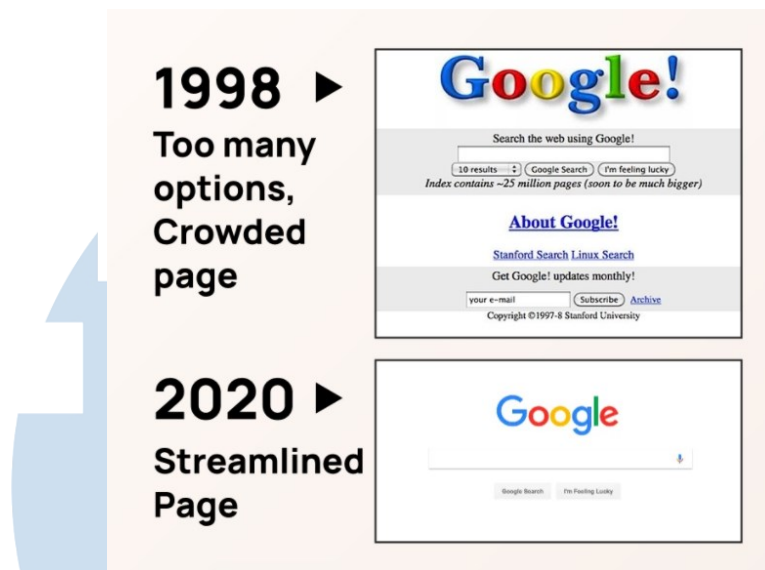 1998
Too many
options,
Crowded
page
Google!
Search the web using Google!
10 results Google Search I'm feeling lucky
Index contains ~25 million pages (soon to be much bigger)
About Google!
Stanford Search Linux Search
Get Google! updates monthly!
your e-mail Subscribe Archive
Copyright ©1997-8 Stanford University
2020
Streamlined
Page
Google
Google Search I'm Feeling Lucky